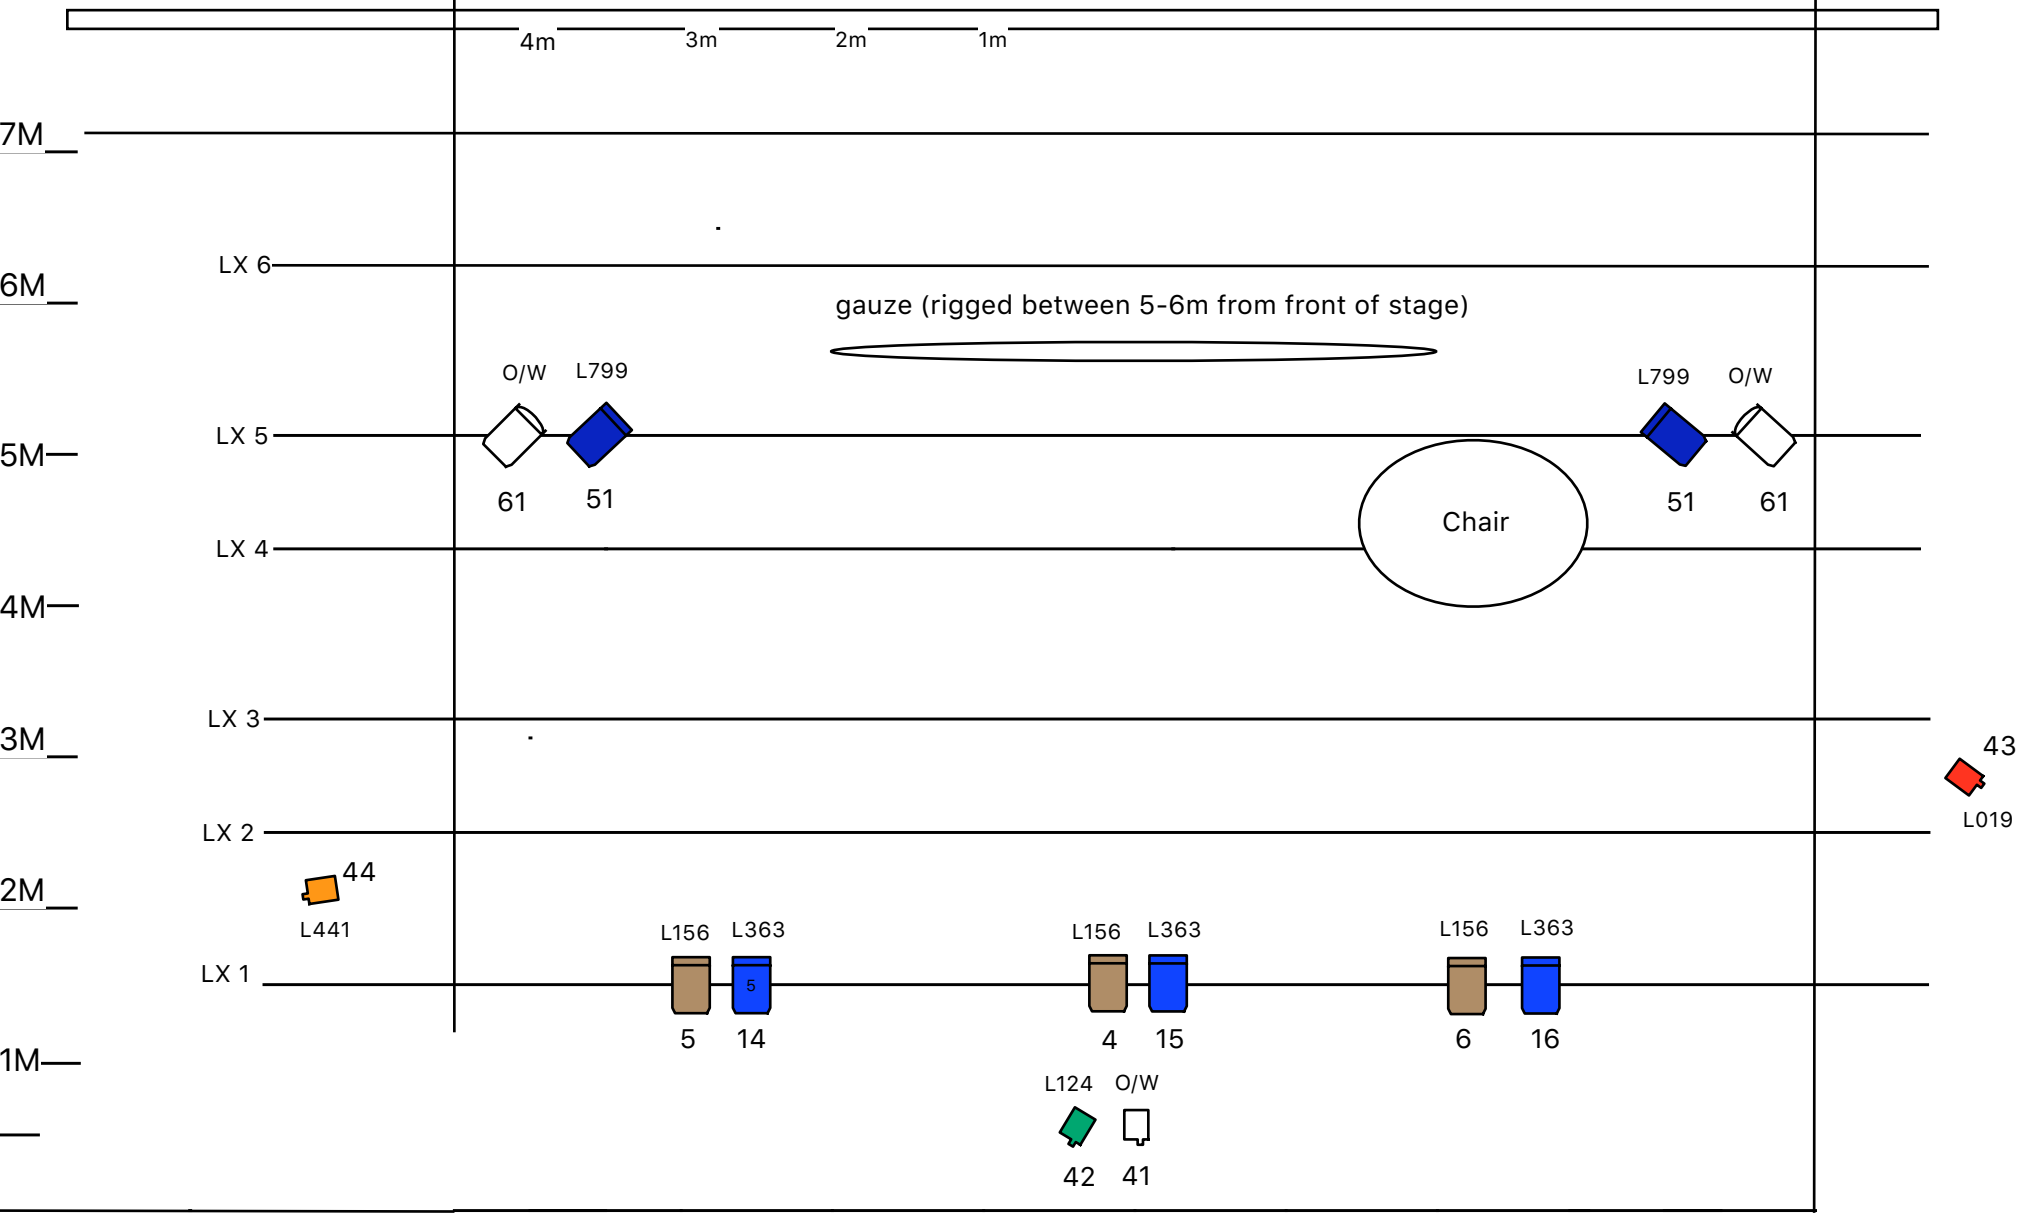 4m 3m 2m 1m
7M
LX 6
6M
gauze (rigged between 5-6m from front of stage)
O/W L799 L799 O/W
LX 5
5M
61 51 51 61
Chair
LX 4
4M
LX 3
3M
43
L019
LX 2
44
2M
L441
L156 L363 L156 L363 L156 L363
LX 1
5
5 14 4 15 6 16
1M
L124 O/W
42 41